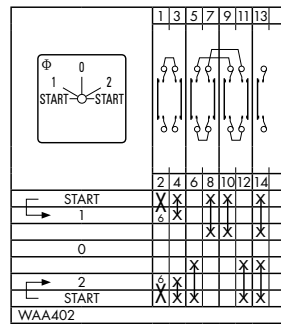 1 3 5 7 9 11 13
Φ 0
1 2
START START
2 4 6 8 10 12 14
START X X X X X
1 6 X
X X X
0
X X X
2 6 X
START X X X X X
WAA402